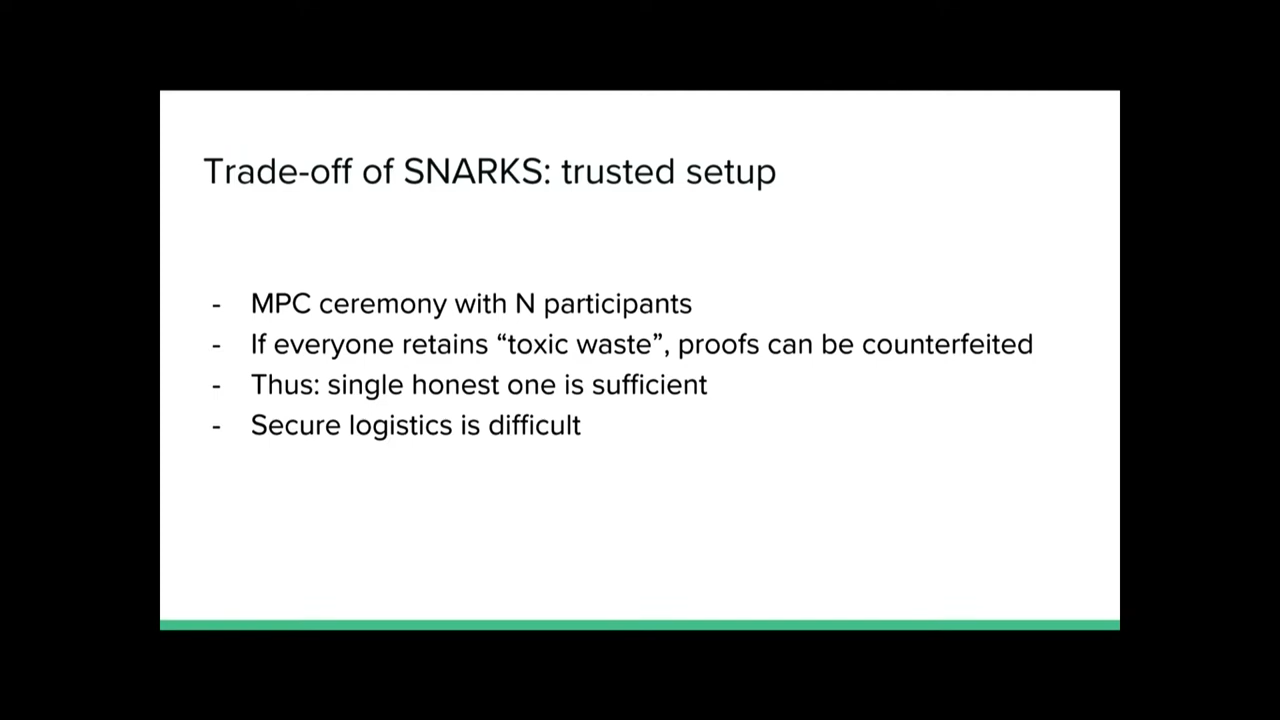 Trade-off of SNARKS: trusted setup
- MPC ceremony with N participants
- If everyone retains “toxic waste”, proofs can be counterfeited
- Thus: single honest one is sufficient
- Secure logistics is difficult